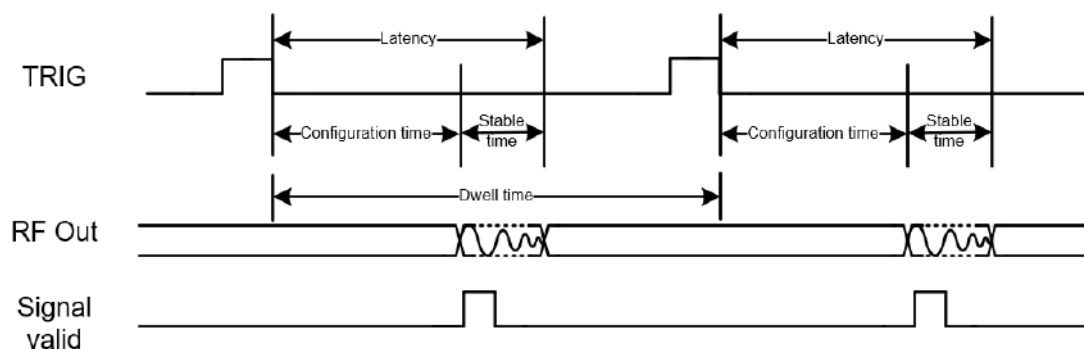 Latency
Latency
TRIG
Configuration time
Stable
time
Configuration time
Stable
time
Dwell time
RF Out
Signal
valid